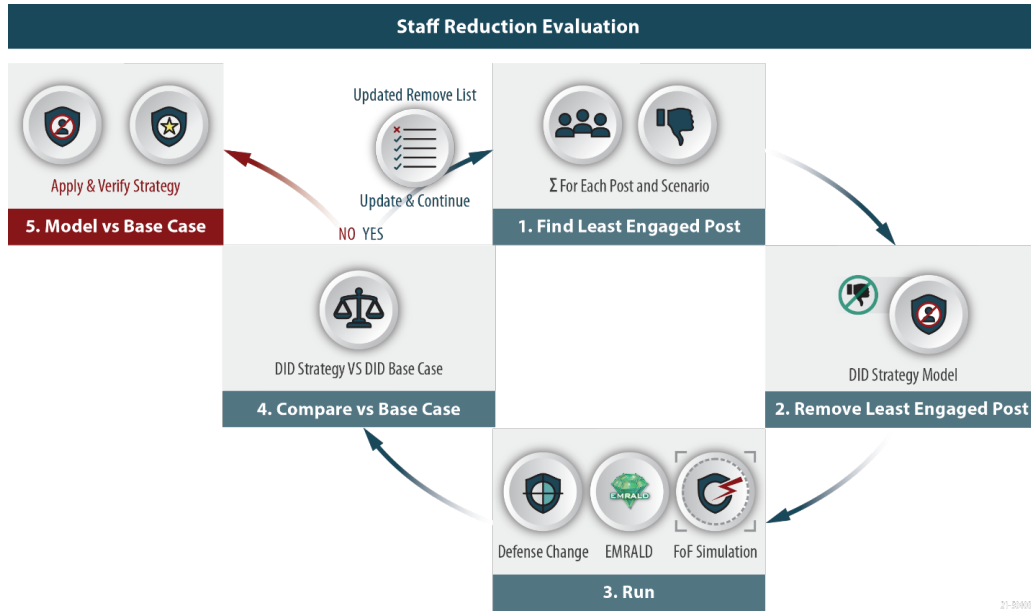 Staff Reduction Evaluation
Updated Remove List
Update & Continue
NO YES
Apply & Verify Strategy
5. Model vs Base Case
Σ For Each Post and Scenario
1. Find Least Engaged Post
DID Strategy Model
2. Remove Least Engaged Post
DID Strategy VS DID Base Case
4. Compare vs Base Case
EMRALD
Defense Change
EMRALD
FoF Simulation
3. Run